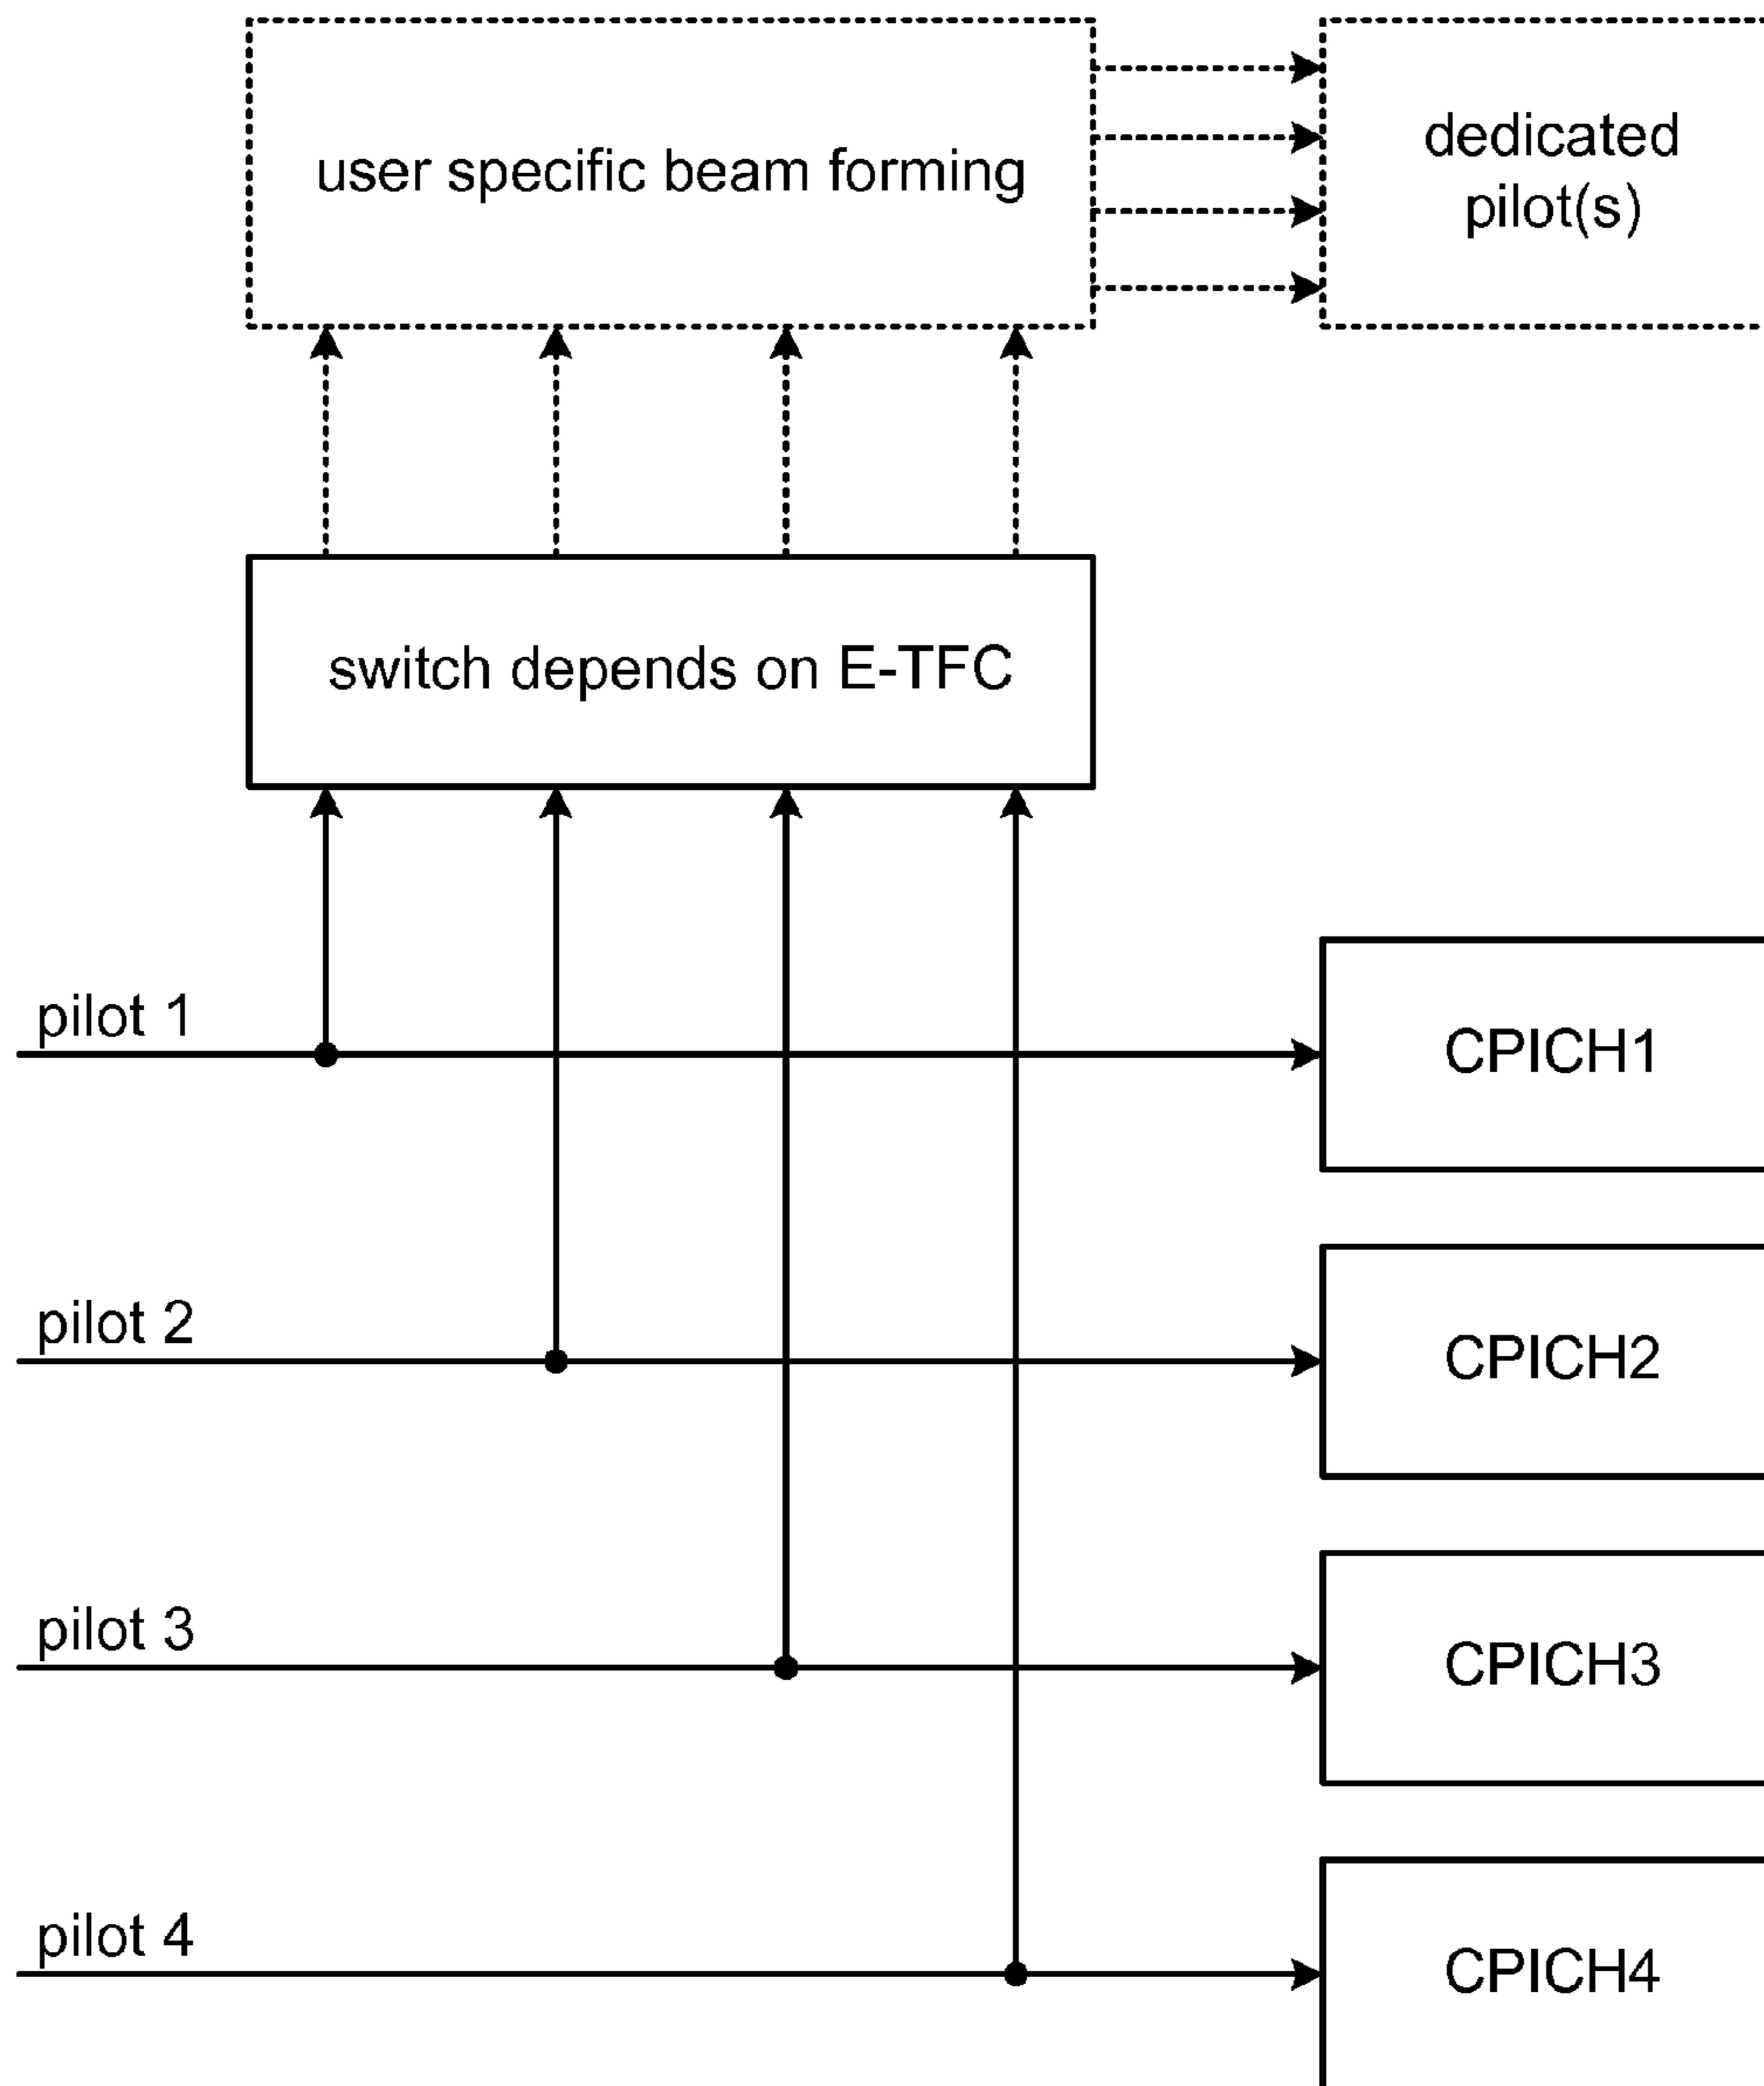 user specific beam forming
dedicated
pilot(s)
switch depends on E-TFC
pilot 1
CPICH1
pilot 2
CPICH2
pilot 3
CPICH3
pilot 4
CPICH4